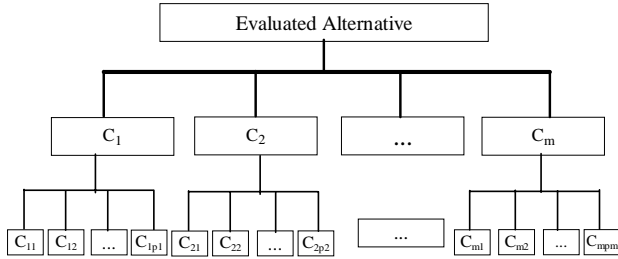 Evaluated Alternative
C₁ C₂ ... Cₘ
C₁₁ C₁₂ ... C₁ₚ₁ C₂₁ C₂₂ ... C₂ₚ₂ ... Cₘ₁ Cₘ₂ ... Cₘₚₘ